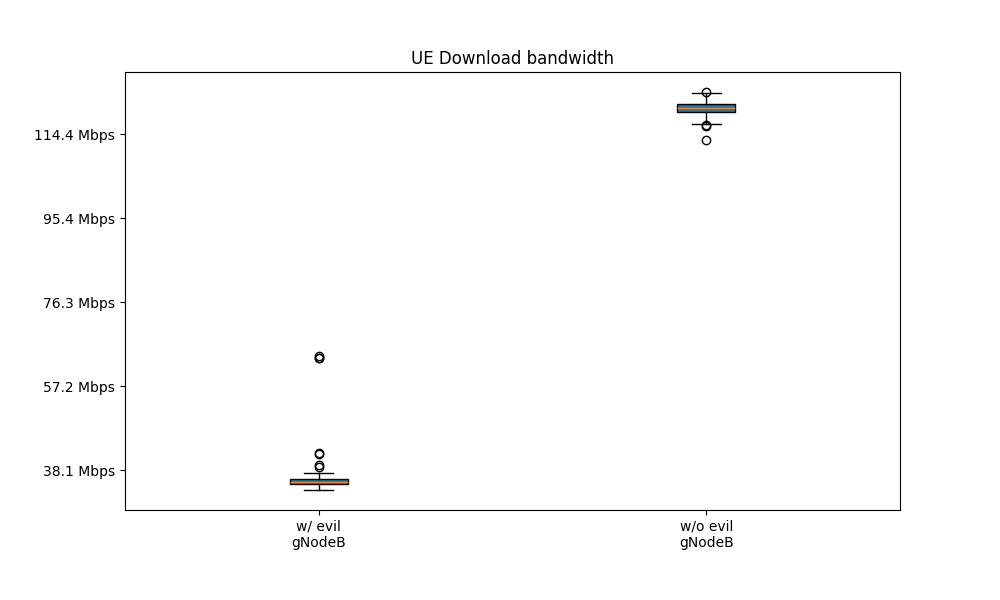 UE Download bandwidth
114.4 Mbps
95.4 Mbps
76.3 Mbps
57.2 Mbps
38.1 Mbps
w/ evil
gNodeB
w/o evil
gNodeB